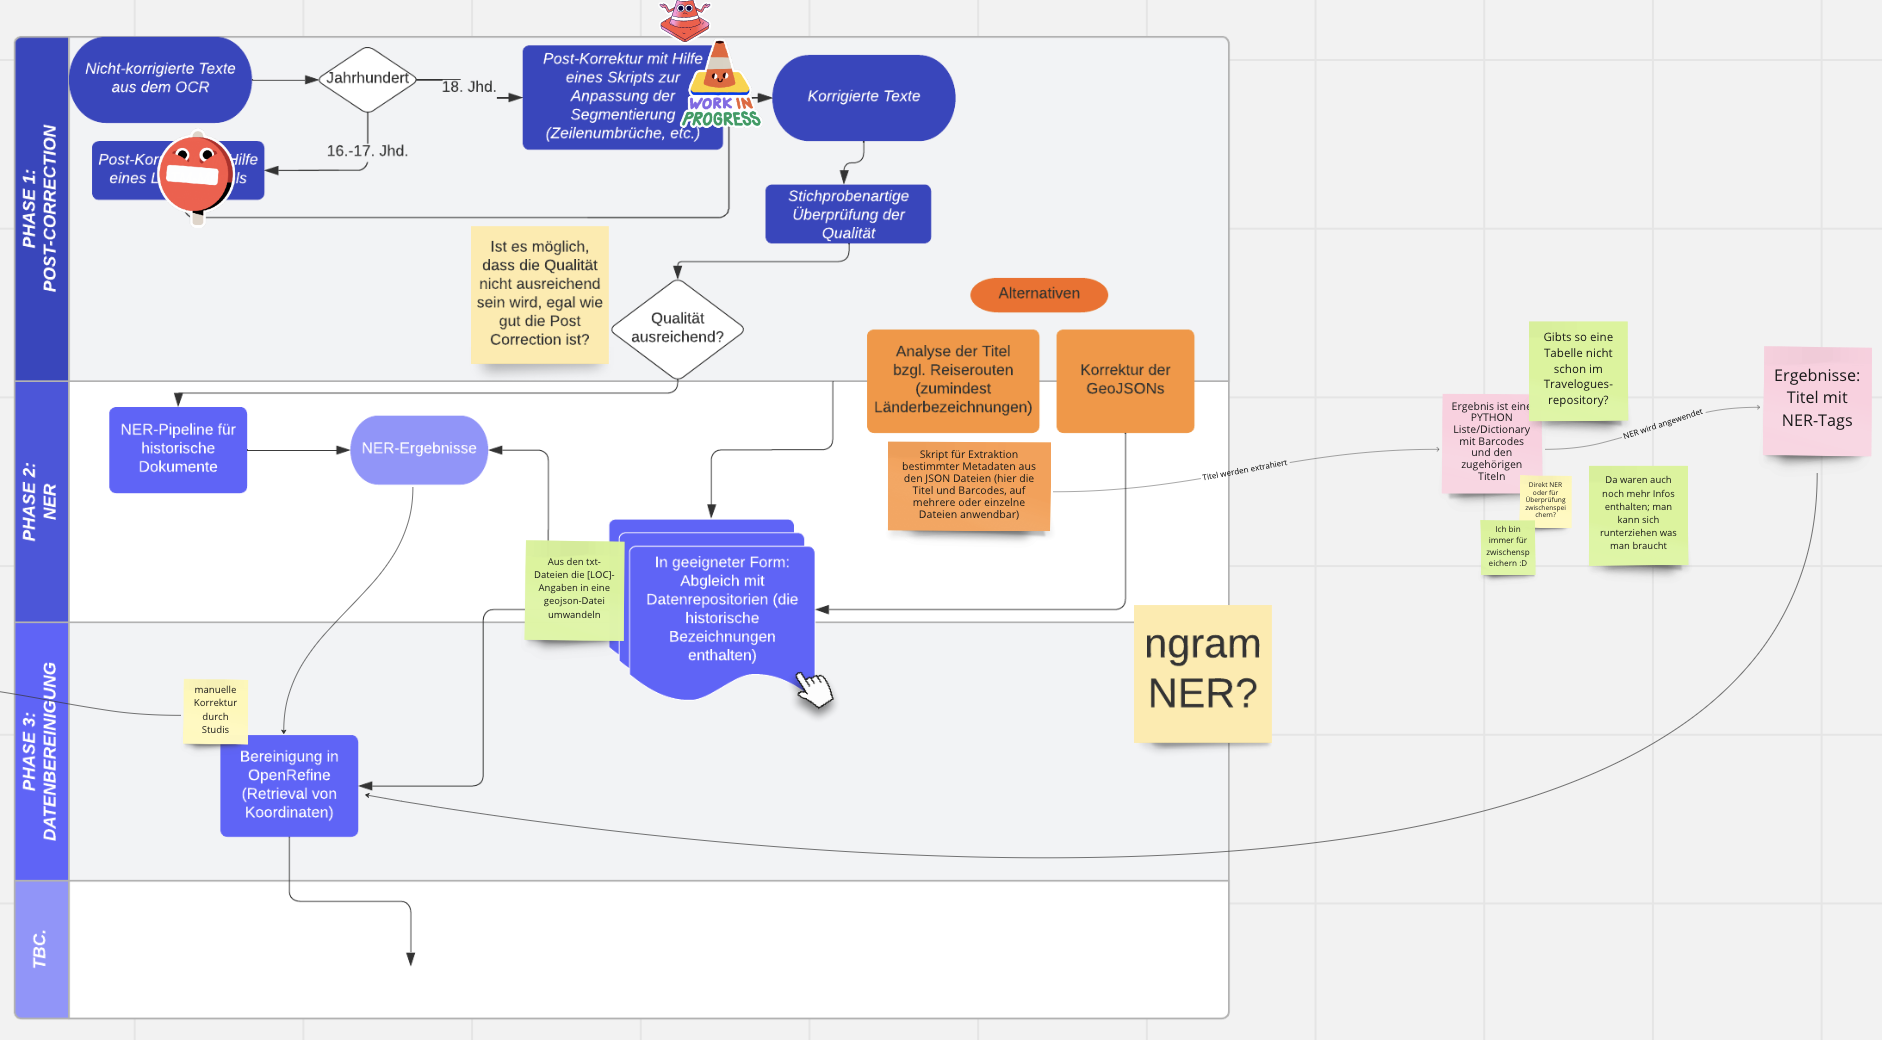 PHASE 1:
POST-CORRECTION
Nicht-korrigierte Texte
aus dem OCR
Jahrhundert
18. Jhd.
16.-17. Jhd.
Post-Korrektur mit Hilfe
eines Skripts zur
Anpassung der
Segmentierung
(Zeilenumbrüche, etc.)
WORK IN
PROGRESS
Korrigierte Texte
Hilfe
eines
Stichprobenartige
Überprüfung der
Qualität
Ist es möglich,
dass die Qualität
nicht ausreichend
sein wird, egal wie
gut die Post
Correction ist?
Qualität
ausreichend?
Alternativen
Analyse der Titel
bzgl. Reiserouten
(zumindest
Länderbezeichnungen)
Korrektur der
GeoJSONs
PHASE 2:
NER
NER-Pipeline für
historische
Dokumente
NER-Ergebnisse
Skript für Extraktion
bestimmter Metadaten aus
den JSON Dateien (hier die
Titel und Barcodes, auf
mehrere oder einzelne
Dateien anwendbar)
Titel werden extrahiert
Ergebnis ist eine
PYTHON
Liste/Dictionary
mit Barcodes
und den
zugehörigen
Titeln
Gibts so eine
Tabelle nicht
schon im
Travelogues-
repository?
NER wird angewendet
Ergebnisse:
Titel mit
NER-Tags
Direkt NER
oder für
Überprüfung
zwischenspei
chern?
Ich bin
immer für
zwischensp
eichern :D
Da waren auch
noch mehr Infos
enthalten; man
kann sich
runterziehen was
man braucht
Aus den txt-
Dateien die [LOC]-
Angaben in eine
geojson-Datei
umwandeln
In geeigneter Form:
Abgleich mit
Datenrepositorien (die
historische
Bezeichnungen
enthalten)
ngram
NER?
PHASE 3:
DATENBEREINIGUNG
manuelle
Korrektur
durch
Studis
Bereinigung in
OpenRefine
(Retrieval von
Koordinaten)
TBC.